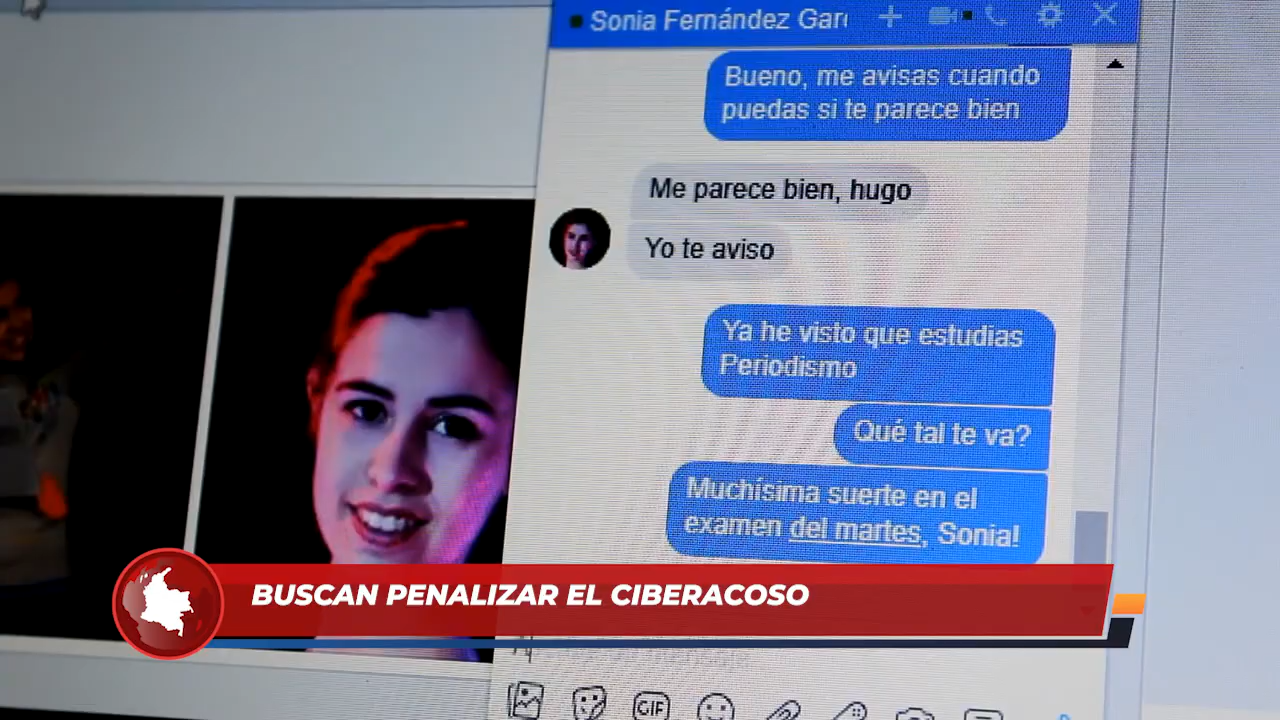 Sonia Fernández Gar
Bueno, me avisas cuando
puedas si te parece bien
Me parece bien, hugo
Yo te aviso
Ya he visto que estudias
Periodismo
Qué tal te va?
Muchísima suerte en el
examen del martes, Sonia!
BUSCAN PENALIZAR EL CIBERACOSO
GIF